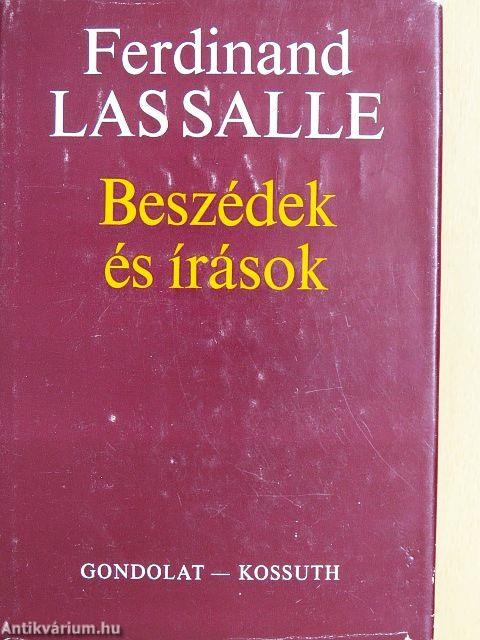 Ferdinand
LASSALLE
Beszédek
és írások
GONDOLAT — KOSSUTH
Antikvárium.hu